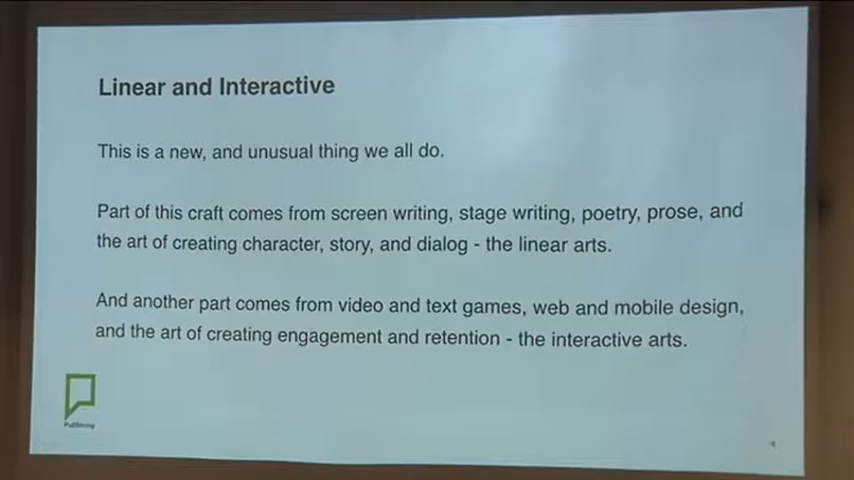 Linear and Interactive
This is a new, and unusual thing we all do.
Part of this craft comes from screen writing, stage writing, poetry, prose, and
the art of creating character, story, and dialog - the linear arts.
And another part comes from video and text games, web and mobile design,
and the art of creating engagement and retention - the interactive arts.
PullString
4